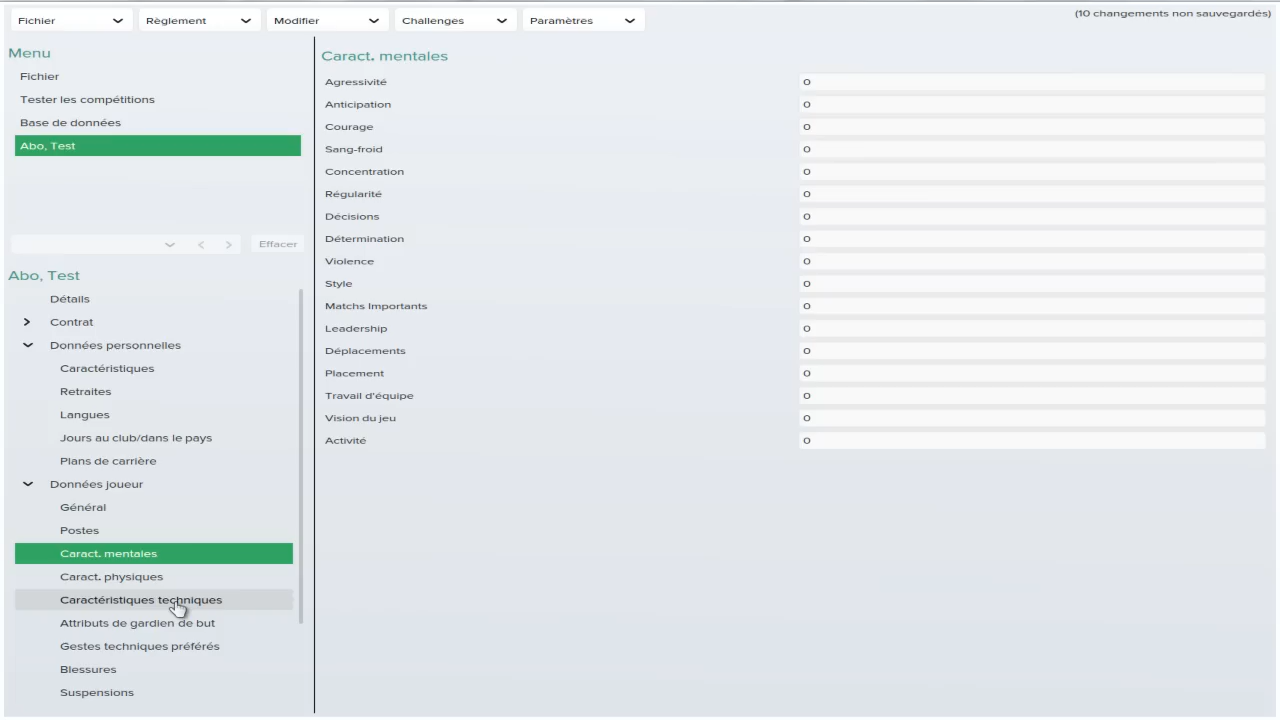 Fichier
Règlement
Modifier
Challenges
Paramètres
(10 changements non sauvegardés)
Menu
Fichier
Tester les compétitions
Base de données
Abo, Test
Effacer
Abo, Test
Détails
Contrat
Données personnelles
Caractéristiques
Retraites
Langues
Jours au club/dans le pays
Plans de carrière
Données joueur
Général
Postes
Caract. mentales
Caract. physiques
Caractéristiques techniques
Attributs de gardien de but
Gestes techniques préférés
Blessures
Suspensions
Caract. mentales
Agressivité 0
Anticipation 0
Courage 0
Sang-froid 0
Concentration 0
Régularité 0
Décisions 0
Détermination 0
Violence 0
Style 0
Matchs Importants 0
Leadership 0
Déplacements 0
Placement 0
Travail d'équipe 0
Vision du jeu 0
Activité 0